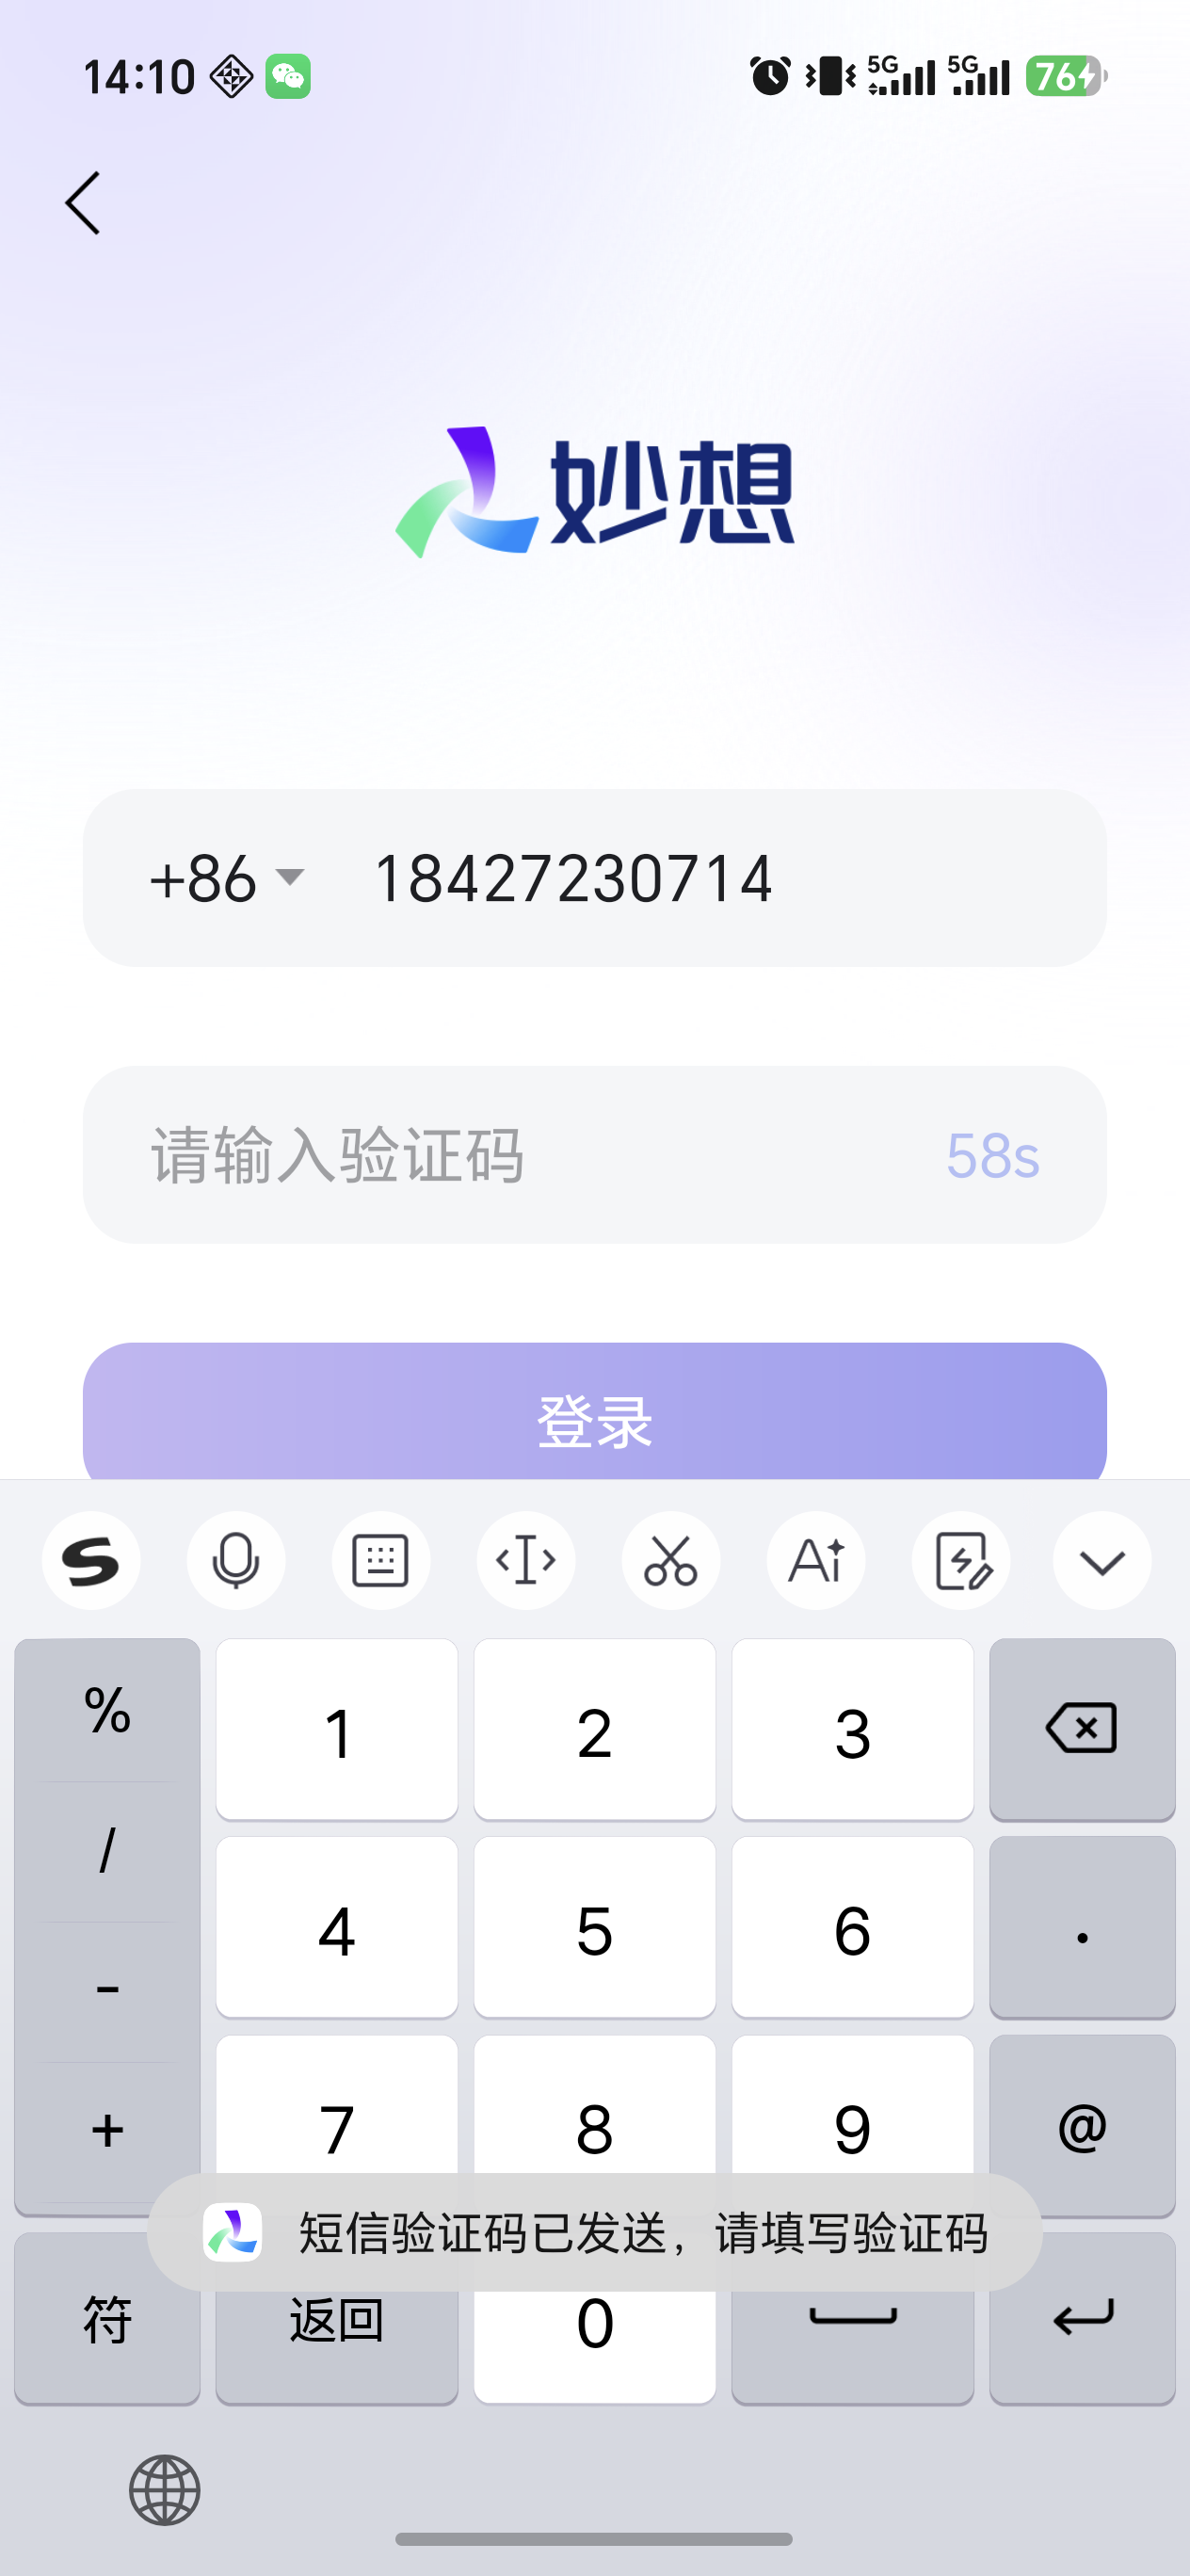 14:10 5G 5G 76
妙想
+86 18427230714
请输入验证码 58s
登录
% 1 2 3
/ 4 5 6 .
- 7 8 9 @
+
短信验证码已发送，请填写验证码
符 返回 0